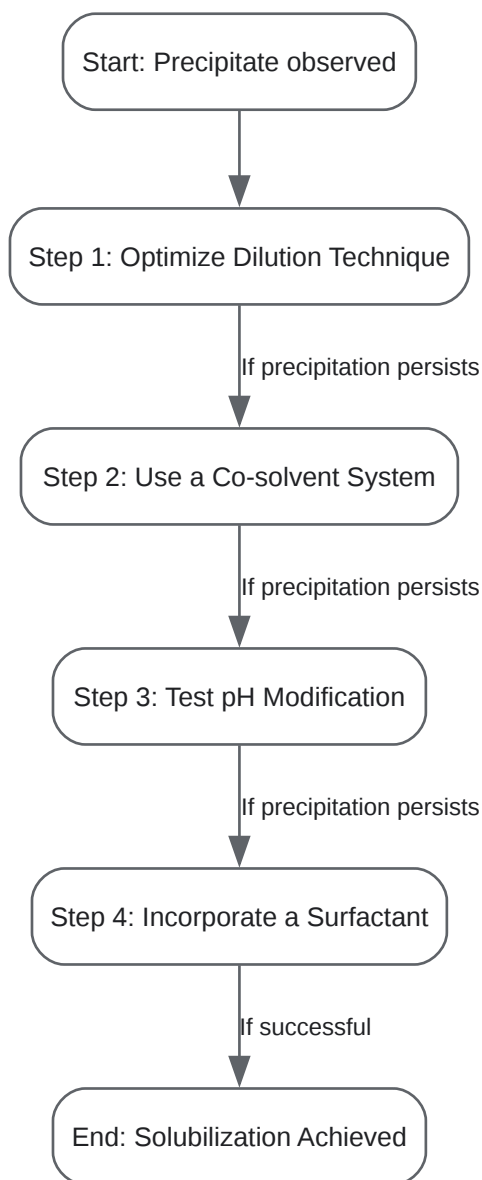 Start: Precipitate observed
Step 1: Optimize Dilution Technique
If precipitation persists
Step 2: Use a Co-solvent System
If precipitation persists
Step 3: Test pH Modification
If precipitation persists
Step 4: Incorporate a Surfactant
If successful
End: Solubilization Achieved